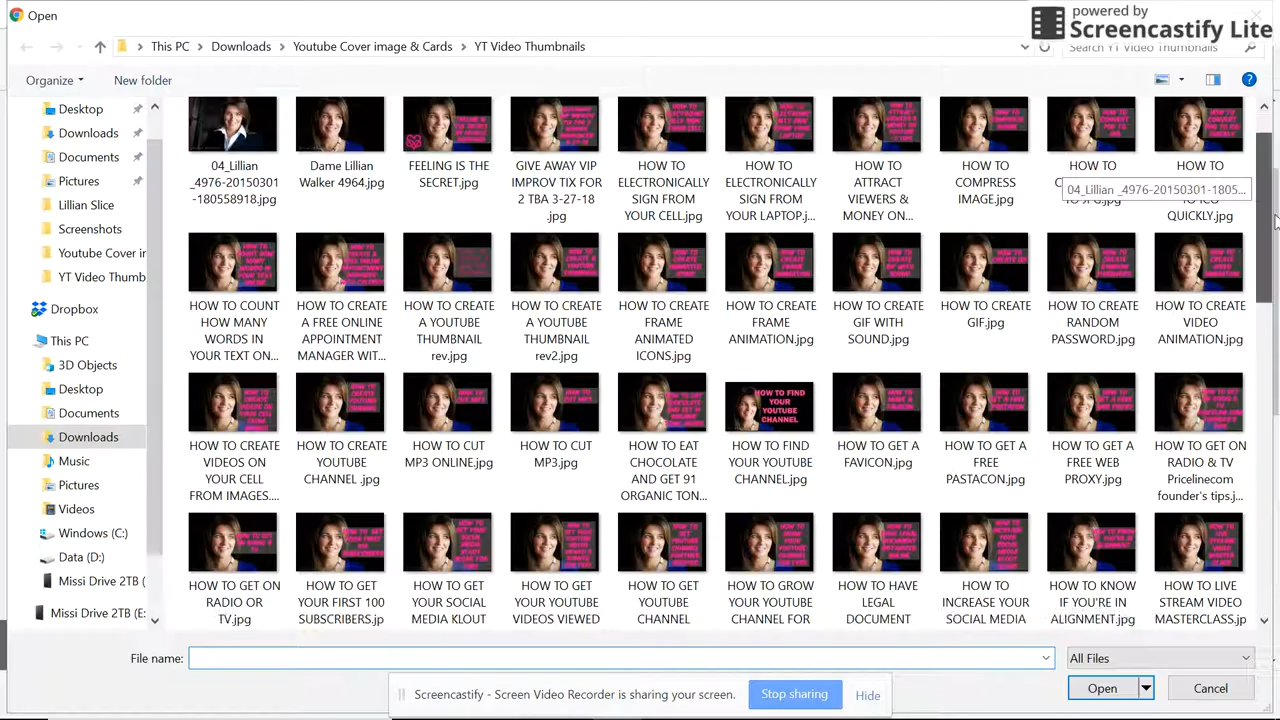 Open
powered by
Screencastify Lite
This PC
Downloads
Youtube Cover image & Cards
YT Video Thumbnails
Search YT Video Thumbnails
Organize
New folder
Desktop
Downloads
Documents
Pictures
Lillian Slice
Screenshots
Youtube Cover in
YT Video Thumb
Dropbox
This PC
3D Objects
Desktop
Documents
Downloads
Music
Pictures
Videos
Windows (C:)
Data (D:)
Missi Drive 2TB (
Missi Drive 2TB (E:
04_Lillian
_4976-20150301
-180558918.jpg
Dame Lillian
Walker 4964.jpg
FEELING IS THE
SECRET.jpg
GIVE AWAY VIP
IMPROV TIX FOR
2 TBA 3-27-18
.jpg
HOW TO
ELECTRONICALLY
SIGN FROM
YOUR CELL.jpg
HOW TO
ELECTRONICALLY
SIGN FROM
YOUR LAPTOP.j...
HOW TO
ATTRACT
VIEWERS &
MONEY ON...
HOW TO
COMPRESS
IMAGE.jpg
HOW TO
HOW TO
QUICKLY.jpg
04_Lillian _4976-20150301-1805...
HOW TO COUNT
HOW MANY
WORDS IN
YOUR TEXT ON...
HOW TO CREATE
A FREE ONLINE
APPOINTMENT
MANAGER WIT...
HOW TO CREATE
A YOUTUBE
THUMBNAIL
rev.jpg
HOW TO CREATE
A YOUTUBE
THUMBNAIL
rev2.jpg
HOW TO CREATE
FRAME
ANIMATED
ICONS.jpg
HOW TO CREATE
FRAME
ANIMATION.jpg
HOW TO CREATE
GIF WITH
SOUND.jpg
HOW TO CREATE
GIF.jpg
HOW TO CREATE
RANDOM
PASSWORD.jpg
HOW TO CREATE
VIDEO
ANIMATION.jpg
HOW TO FIND
YOUR
YOUTUBE
CHANNEL
HOW TO CREATE
VIDEOS ON
YOUR CELL
FROM IMAGES....
HOW TO CREATE
YOUTUBE
CHANNEL .jpg
HOW TO CUT
MP3 ONLINE.jpg
HOW TO CUT
MP3.jpg
HOW TO EAT
CHOCOLATE
AND GET 91
ORGANIC TON...
HOW TO FIND
YOUR YOUTUBE
CHANNEL.jpg
HOW TO GET A
FAVICON.jpg
HOW TO GET A
FREE
PASTACON.jpg
HOW TO GET A
FREE WEB
PROXY.jpg
HOW TO GET ON
RADIO & TV
Pricelinecom
founder's tips.j...
HOW TO GET ON
RADIO OR
TV.jpg
HOW TO GET
YOUR FIRST 100
SUBSCRIBERS.jp
HOW TO GET
YOUR SOCIAL
MEDIA KLOUT
HOW TO GET
YOUR YOUTUBE
VIDEOS VIEWED
HOW TO GET
YOUTUBE
CHANNEL
HOW TO GROW
YOUR YOUTUBE
CHANNEL FOR
HOW TO HAVE
LEGAL
DOCUMENT
HOW TO
INCREASE YOUR
SOCIAL MEDIA
HOW TO KNOW
IF YOU'RE IN
ALIGNMENT.jpg
HOW TO LIVE
STREAM VIDEO
MASTERCLASS.jp
File name:
All Files
Open
Cancel
Screencastify - Screen Video Recorder is sharing your screen.
Stop sharing
Hide